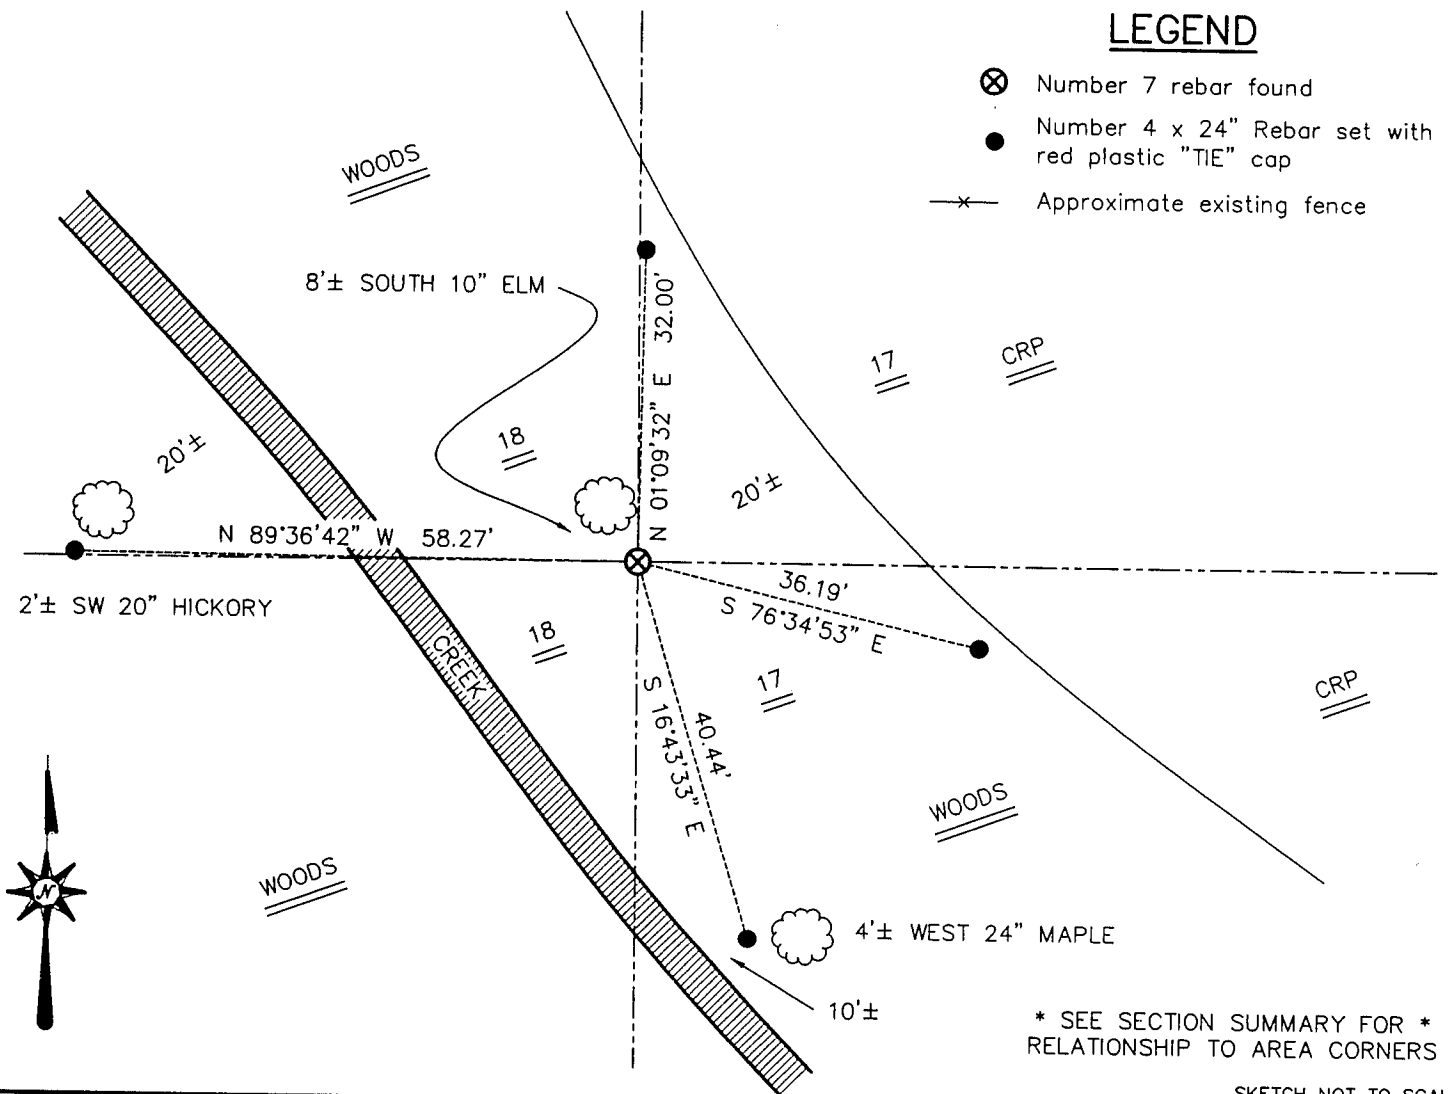 LEGEND
Number 7 rebar found
Number 4 x 24" Rebar set with
red plastic "TIE" cap
Approximate existing fence
WOODS
8'± SOUTH 10" ELM
N 01°09'32" E 32.00'
17
CRP
18
20'±
20'±
N 89°36'42" W 58.27'
2'± SW 20" HICKORY
36.19'
S 76°34'53" E
18
CREEK
17
CRP
40.44'
S 16°43'33" E
WOODS
WOODS
N
4'± WEST 24" MAPLE
10'±
* SEE SECTION SUMMARY FOR *
RELATIONSHIP TO AREA CORNERS
SKETCH NOT TO